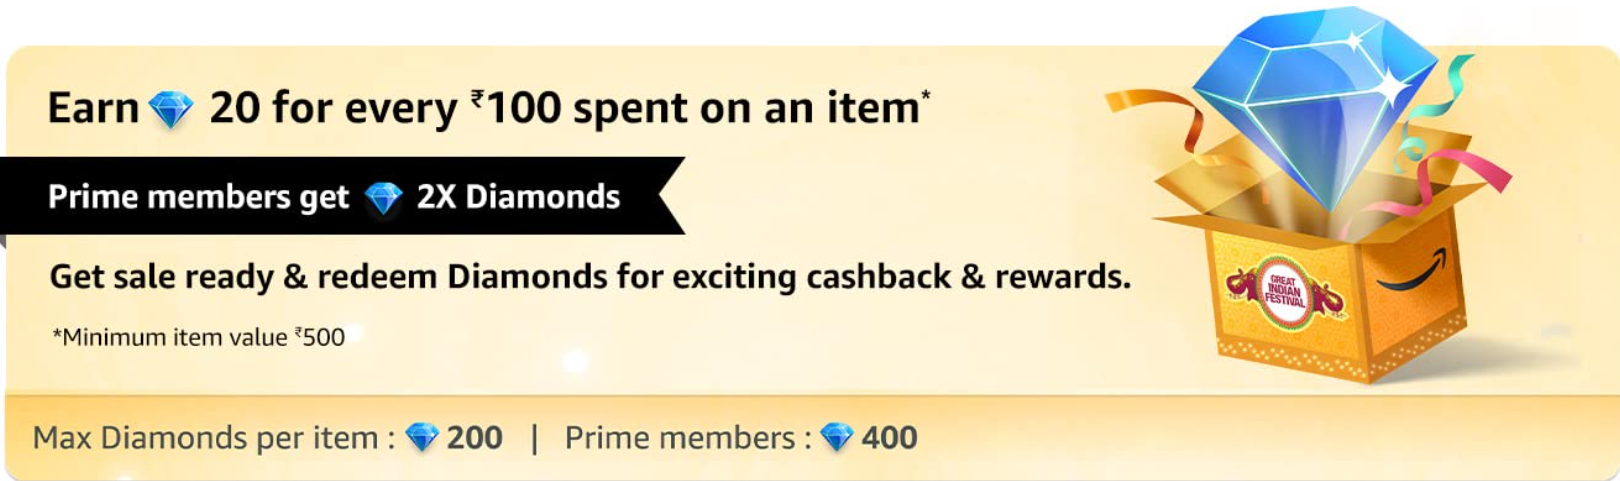 Earn 20 for every ₹100 spent on an item*
Prime members get 2X Diamonds
Get sale ready & redeem Diamonds for exciting cashback & rewards.
*Minimum item value ₹500
GREAT
INDIAN
FESTIVAL
Max Diamonds per item : 200 | Prime members : 400